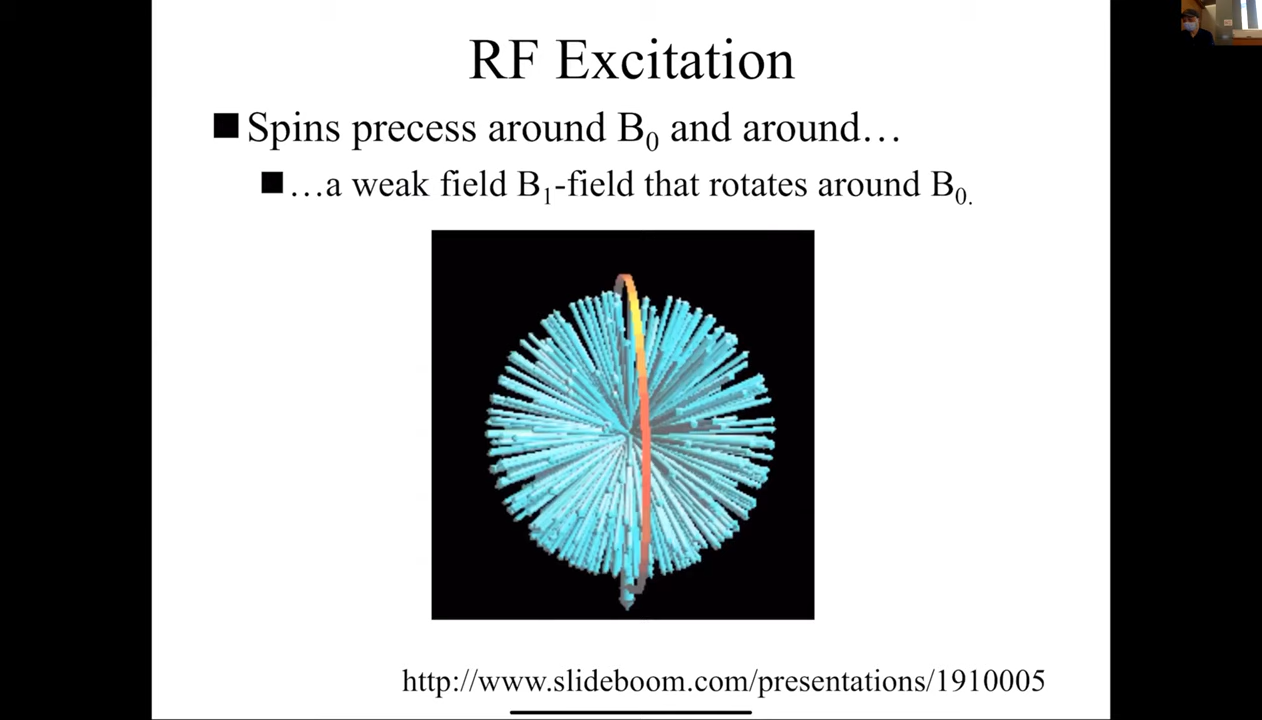 RF Excitation
Spins precess around B₀ and around…
…a weak field B₁-field that rotates around B₀.
http://www.slideboom.com/presentations/1910005